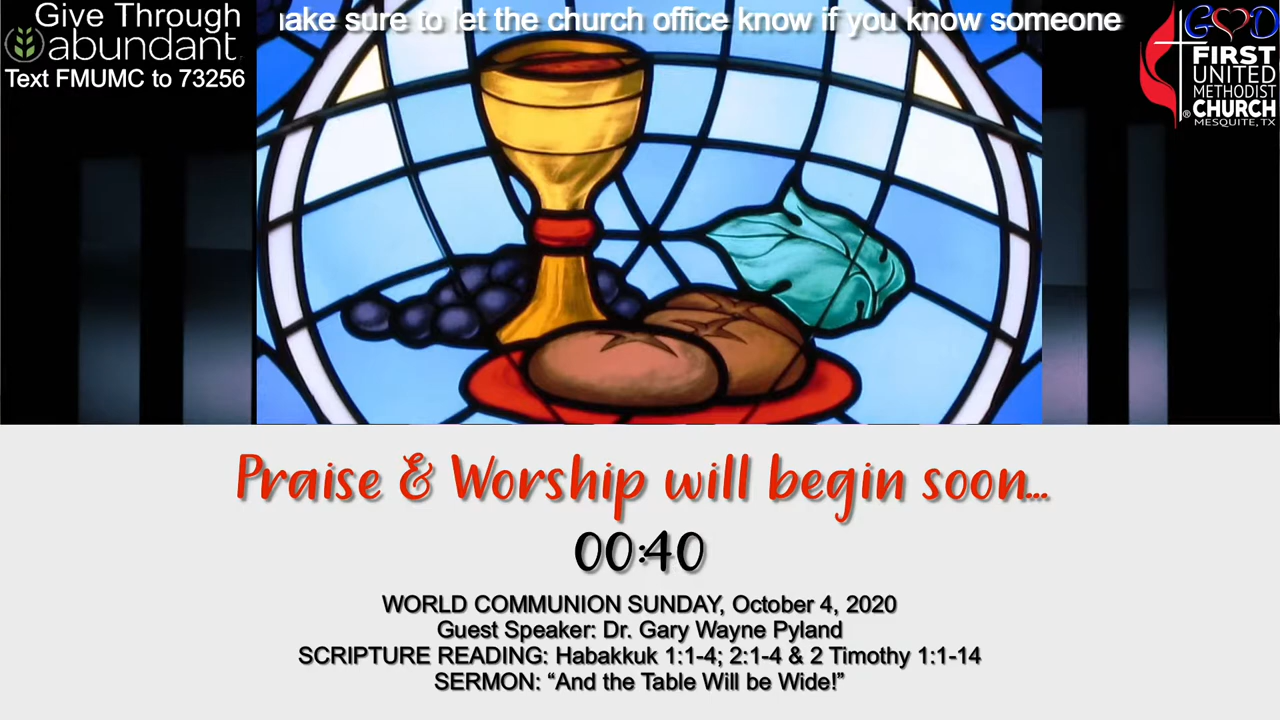 Give Through
abundant
Text FMUMC to 73256
sure to let the church office know if you know someone
GOD
FIRST
UNITED
METHODIST
CHURCH
MESQUITE, TX
Praise & Worship will begin soon...
00:40
WORLD COMMUNION SUNDAY, October 4, 2020
Guest Speaker: Dr. Gary Wayne Pyland
SCRIPTURE READING: Habakkuk 1:1-4; 2:1-4 & 2 Timothy 1:1-14
SERMON: “And the Table Will be Wide!”